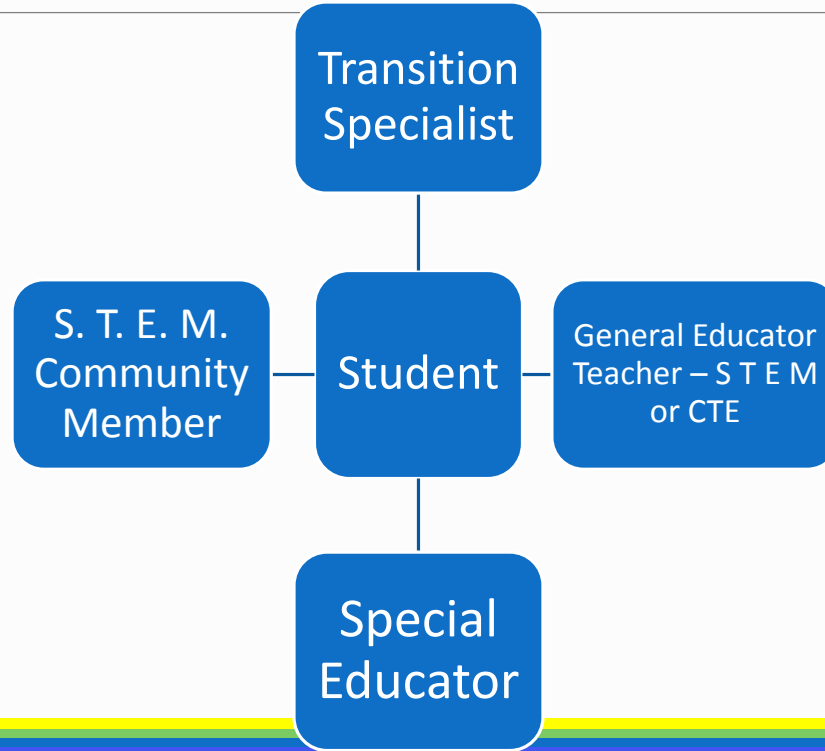 Transition
Specialist
S. T. E. M.
Community
Member
Student
General Educator
Teacher – S T E M
or CTE
Special
Educator